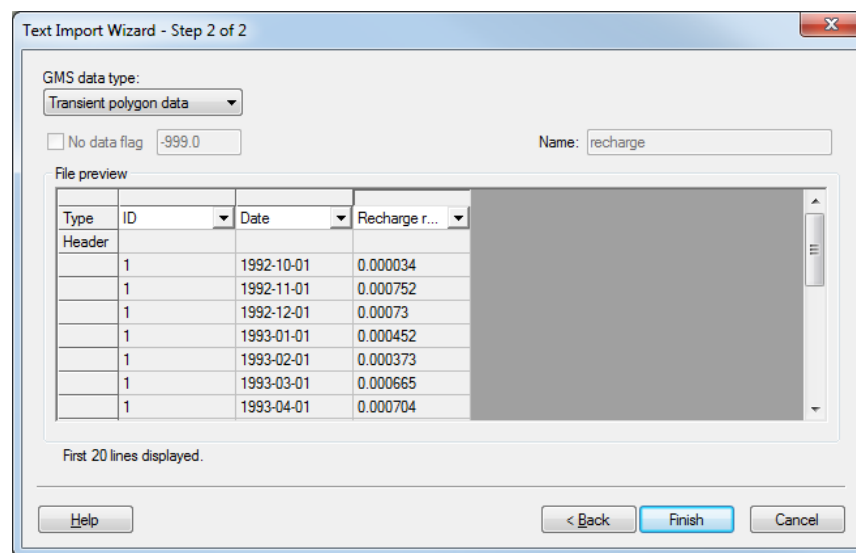 Text Import Wizard - Step 2 of 2
GMS data type:
Transient polygon data
No data flag -999.0 Name: recharge
File preview
Type ID Date Recharge r...
Header
1 1992-10-01 0.000034
1 1992-11-01 0.000752
1 1992-12-01 0.00073
1 1993-01-01 0.000452
1 1993-02-01 0.000373
1 1993-03-01 0.000665
1 1993-04-01 0.000704
First 20 lines displayed.
Help < Back Finish Cancel